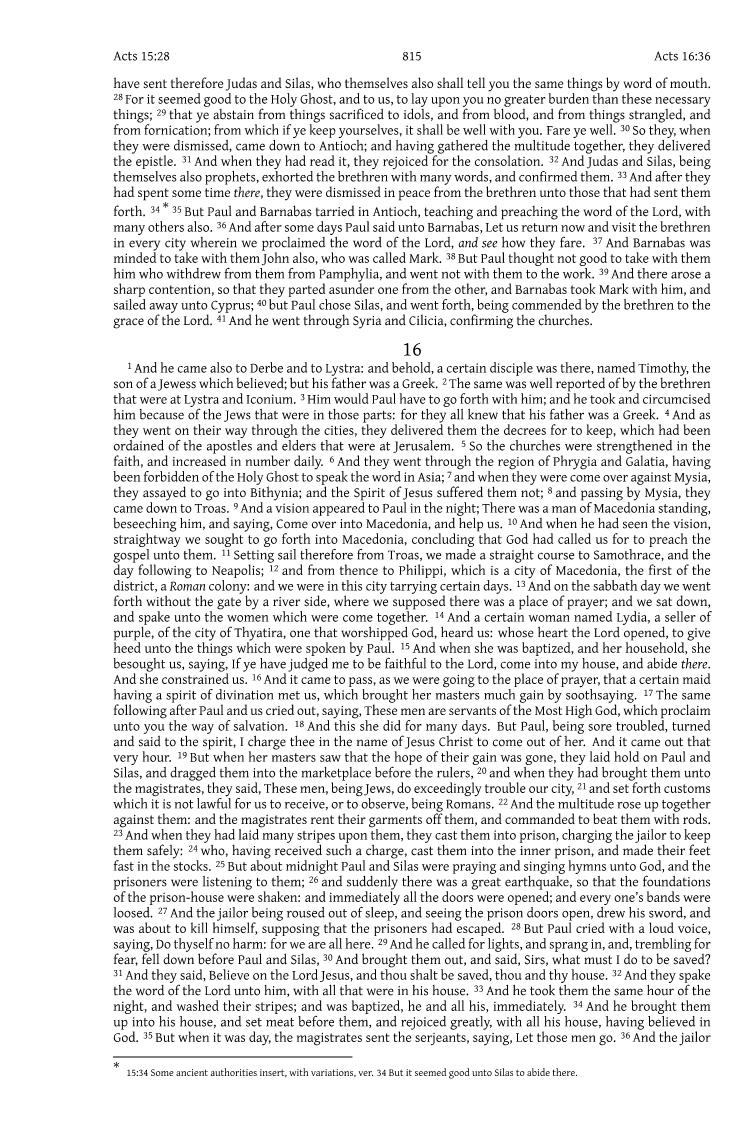 Acts 15:28 815 Acts 16:36
have sent therefore Judas and Silas, who themselves also shall tell you the same things by word of mouth.
28 For it seemed good to the Holy Ghost, and to us, to lay upon you no greater burden than these necessary
things; 29 that ye abstain from things sacrificed to idols, and from blood, and from things strangled, and
from fornication; from which if ye keep yourselves, it shall be well with you. Fare ye well. 30 So they, when
they were dismissed, came down to Antioch; and having gathered the multitude together, they delivered
the epistle. 31 And when they had read it, they rejoiced for the consolation. 32 And Judas and Silas, being
themselves also prophets, exhorted the brethren with many words, and confirmed them. 33 And after they
had spent some time there, they were dismissed in peace from the brethren unto those that had sent them
forth. 34 * 35 But Paul and Barnabas tarried in Antioch, teaching and preaching the word of the Lord, with
many others also. 36 And after some days Paul said unto Barnabas, Let us return now and visit the brethren
in every city wherein we proclaimed the word of the Lord, and see how they fare. 37 And Barnabas was
minded to take with them John also, who was called Mark. 38 But Paul thought not good to take with them
him who withdrew from them from Pamphylia, and went not with them to the work. 39 And there arose a
sharp contention, so that they parted asunder one from the other, and Barnabas took Mark with him, and
sailed away unto Cyprus; 40 but Paul chose Silas, and went forth, being commended by the brethren to the
grace of the Lord. 41 And he went through Syria and Cilicia, confirming the churches.
16
1 And he came also to Derbe and to Lystra: and behold, a certain disciple was there, named Timothy, the
son of a Jewess which believed; but his father was a Greek. 2 The same was well reported of by the brethren
that were at Lystra and Iconium. 3 Him would Paul have to go forth with him; and he took and circumcised
him because of the Jews that were in those parts: for they all knew that his father was a Greek. 4 And as
they went on their way through the cities, they delivered them the decrees for to keep, which had been
ordained of the apostles and elders that were at Jerusalem. 5 So the churches were strengthened in the
faith, and increased in number daily. 6 And they went through the region of Phrygia and Galatia, having
been forbidden of the Holy Ghost to speak the word in Asia; 7 and when they were come over against Mysia,
they assayed to go into Bithynia; and the Spirit of Jesus suffered them not; 8 and passing by Mysia, they
came down to Troas. 9 And a vision appeared to Paul in the night; There was a man of Macedonia standing,
beseeching him, and saying, Come over into Macedonia, and help us. 10 And when he had seen the vision,
straightway we sought to go forth into Macedonia, concluding that God had called us for to preach the
gospel unto them. 11 Setting sail therefore from Troas, we made a straight course to Samothrace, and the
day following to Neapolis; 12 and from thence to Philippi, which is a city of Macedonia, the first of the
district, a Roman colony: and we were in this city tarrying certain days. 13 And on the sabbath day we went
forth without the gate by a river side, where we supposed there was a place of prayer; and we sat down,
and spake unto the women which were come together. 14 And a certain woman named Lydia, a seller of
purple, of the city of Thyatira, one that worshipped God, heard us: whose heart the Lord opened, to give
heed unto the things which were spoken by Paul. 15 And when she was baptized, and her household, she
besought us, saying, If ye have judged me to be faithful to the Lord, come into my house, and abide there.
And she constrained us. 16 And it came to pass, as we were going to the place of prayer, that a certain maid
having a spirit of divination met us, which brought her masters much gain by soothsaying. 17 The same
following after Paul and us cried out, saying, These men are servants of the Most High God, which proclaim
unto you the way of salvation. 18 And this she did for many days. But Paul, being sore troubled, turned
and said to the spirit, I charge thee in the name of Jesus Christ to come out of her. And it came out that
very hour. 19 But when her masters saw that the hope of their gain was gone, they laid hold on Paul and
Silas, and dragged them into the marketplace before the rulers, 20 and when they had brought them unto
the magistrates, they said, These men, being Jews, do exceedingly trouble our city, 21 and set forth customs
which it is not lawful for us to receive, or to observe, being Romans. 22 And the multitude rose up together
against them: and the magistrates rent their garments off them, and commanded to beat them with rods.
23 And when they had laid many stripes upon them, they cast them into prison, charging the jailor to keep
them safely: 24 who, having received such a charge, cast them into the inner prison, and made their feet
fast in the stocks. 25 But about midnight Paul and Silas were praying and singing hymns unto God, and the
prisoners were listening to them; 26 and suddenly there was a great earthquake, so that the foundations
of the prison-house were shaken: and immediately all the doors were opened; and every one's bands were
loosed. 27 And the jailor being roused out of sleep, and seeing the prison doors open, drew his sword, and
was about to kill himself, supposing that the prisoners had escaped. 28 But Paul cried with a loud voice,
saying, Do thyself no harm: for we are all here. 29 And he called for lights, and sprang in, and, trembling for
fear, fell down before Paul and Silas, 30 And brought them out, and said, Sirs, what must I do to be saved?
31 And they said, Believe on the Lord Jesus, and thou shalt be saved, thou and thy house. 32 And they spake
the word of the Lord unto him, with all that were in his house. 33 And he took them the same hour of the
night, and washed their stripes; and was baptized, he and all his, immediately. 34 And he brought them
up into his house, and set meat before them, and rejoiced greatly, with all his house, having believed in
God. 35 But when it was day, the magistrates sent the serjeants, saying, Let those men go. 36 And the jailor
* 15:34 Some ancient authorities insert, with variations, ver. 34 But it seemed good unto Silas to abide there.